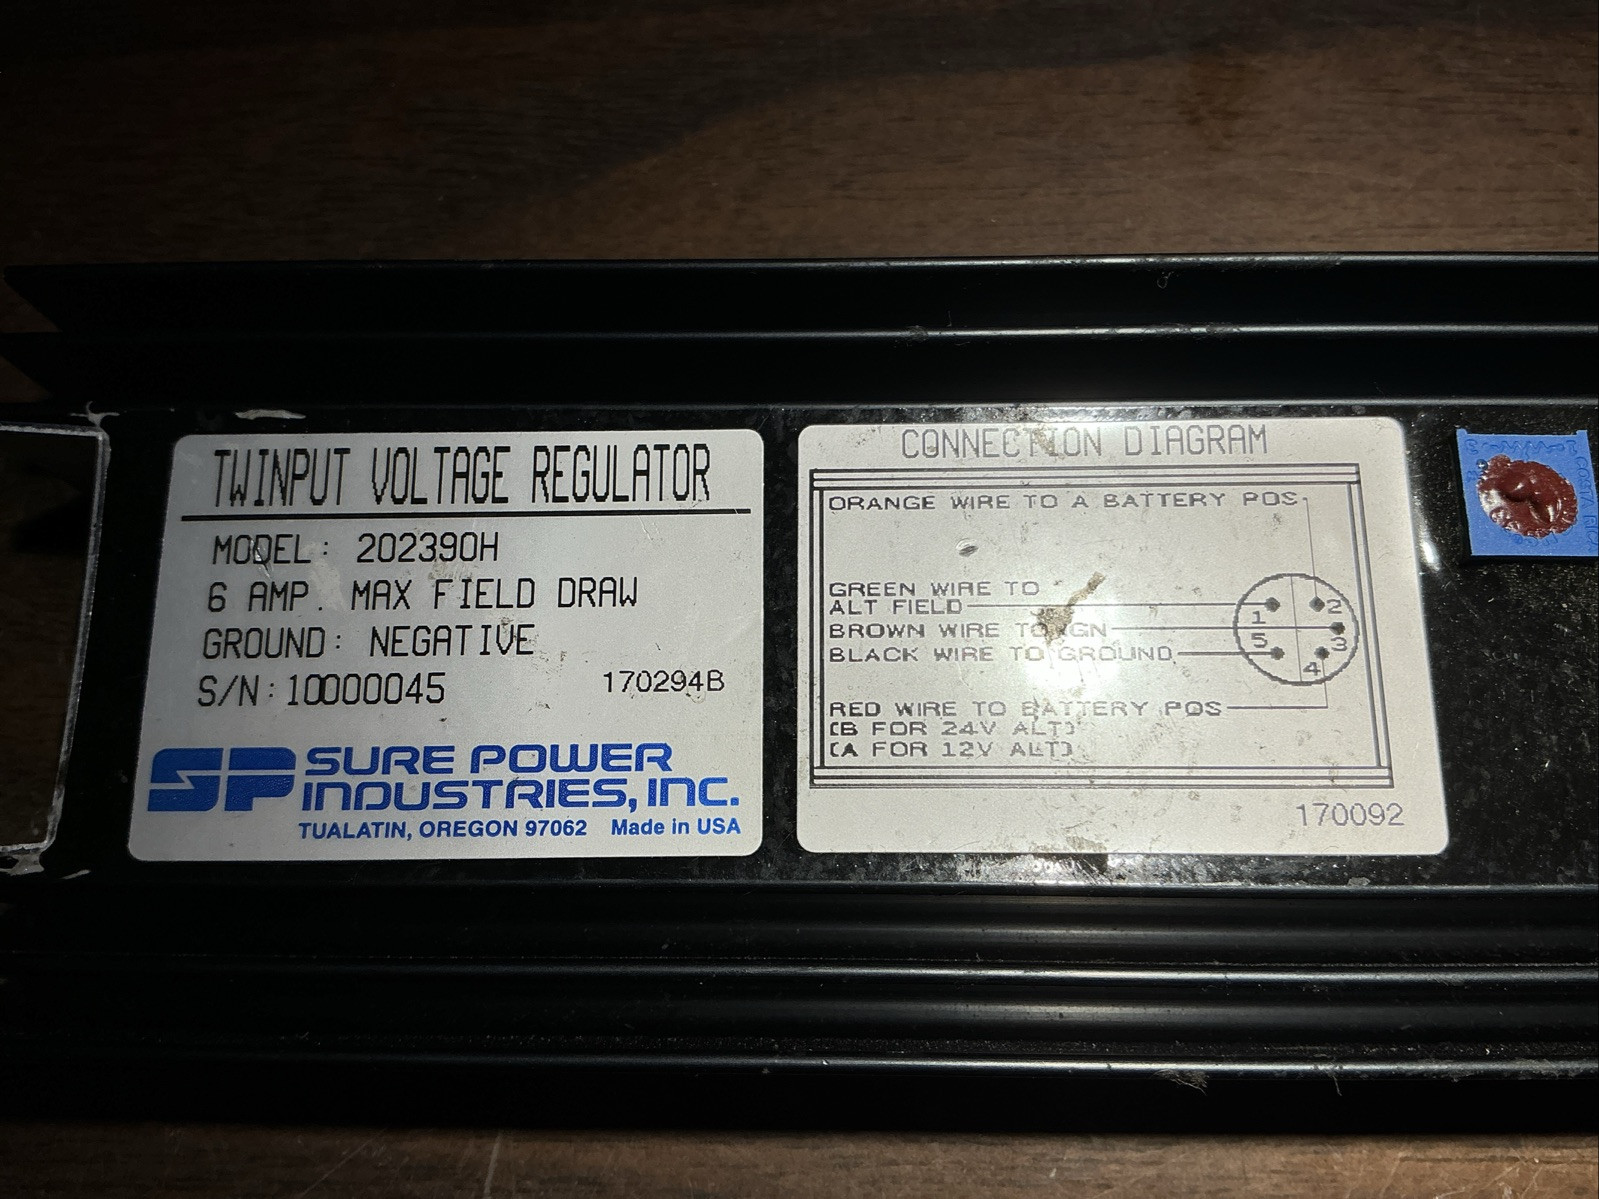 TWINPUT VOLTAGE REGULATOR
MODEL: 202390H
6 AMP. MAX FIELD DRAW
GROUND: NEGATIVE
S/N: 10000045 170294B
SP SURE POWER
INDUSTRIES, INC.
TUALATIN, OREGON 97062 Made in USA
CONNECTION DIAGRAM
ORANGE WIRE TO A BATTERY POS.
GREEN WIRE TO
ALT FIELD
BROWN WIRE TO IGN
BLACK WIRE TO GROUND
RED WIRE TO BATTERY POS
(B FOR 24V ALT)
(A FOR 12V ALT)
1 2
5 3
4
170092
COSTA RICA